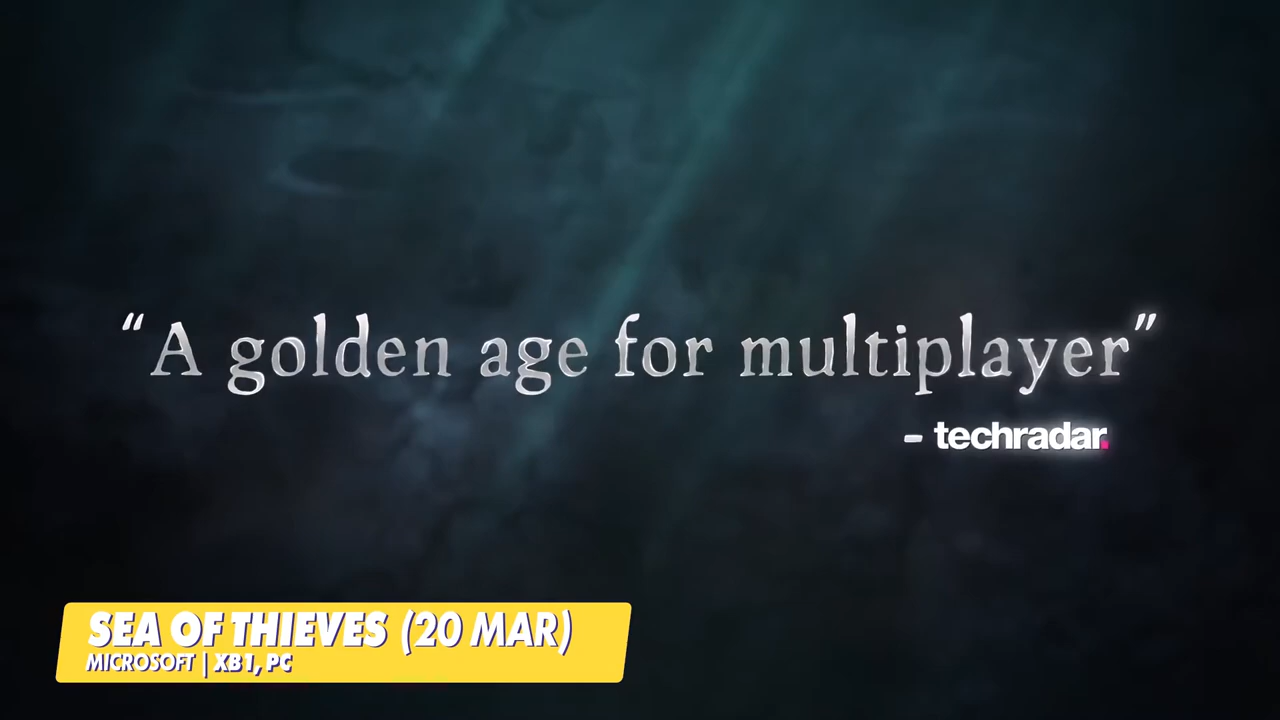 “A golden age for multiplayer”
– techradar.
SEA OF THIEVES (20 MAR)
MICROSOFT | XB1, PC